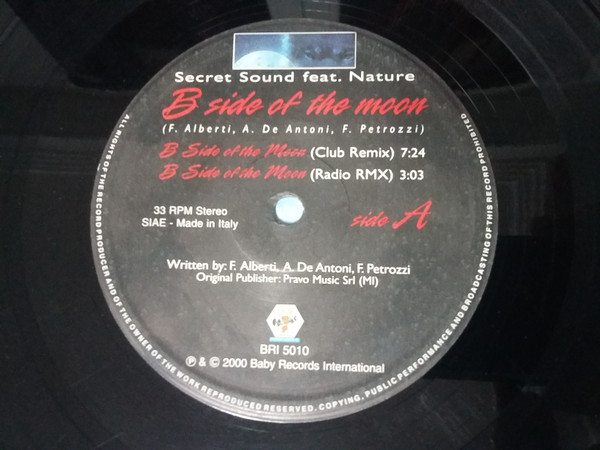 Secret Sound feat. Nature
B side of the moon
(F. Alberti, A. De Antoni, F. Petrozzi)
B Side of the Moon (Club Remix) 7:24
B Side of the Moon (Radio RMX) 3:03
33 RPM Stereo
SIAE - Made in Italy
side A
Written by: F. Alberti, A. De Antoni, F. Petrozzi
Original Publisher: Pravo Music Srl (MI)
BRI 5010
℗ & © 2000 Baby Records International
ALL RIGHTS OF THE RECORD PRODUCER AND OF THE OWNER OF THE WORK REPRODUCED RESERVED. COPYING, PUBLIC PERFORMANCE AND BROADCASTING OF THIS RECORD PROHIBITED